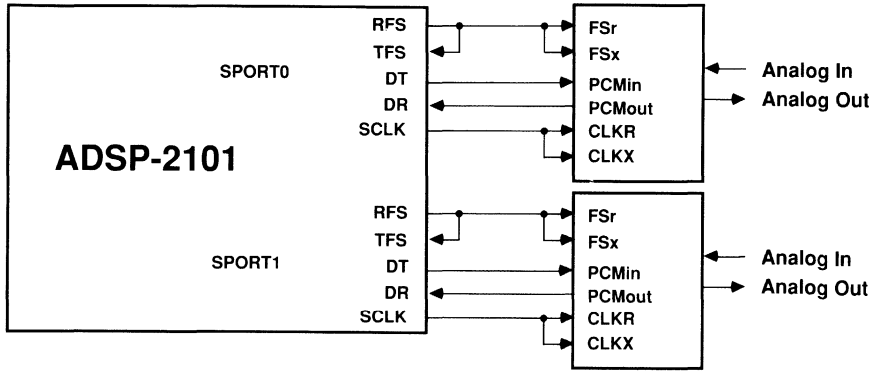 RFS
TFS
SPORT0
DT
DR
SCLK
ADSP-2101
RFS
TFS
SPORT1
DT
DR
SCLK
FSr
FSx
PCMin
PCMout
CLKR
CLKX
Analog In
Analog Out
FSr
FSx
PCMin
PCMout
CLKR
CLKX
Analog In
Analog Out